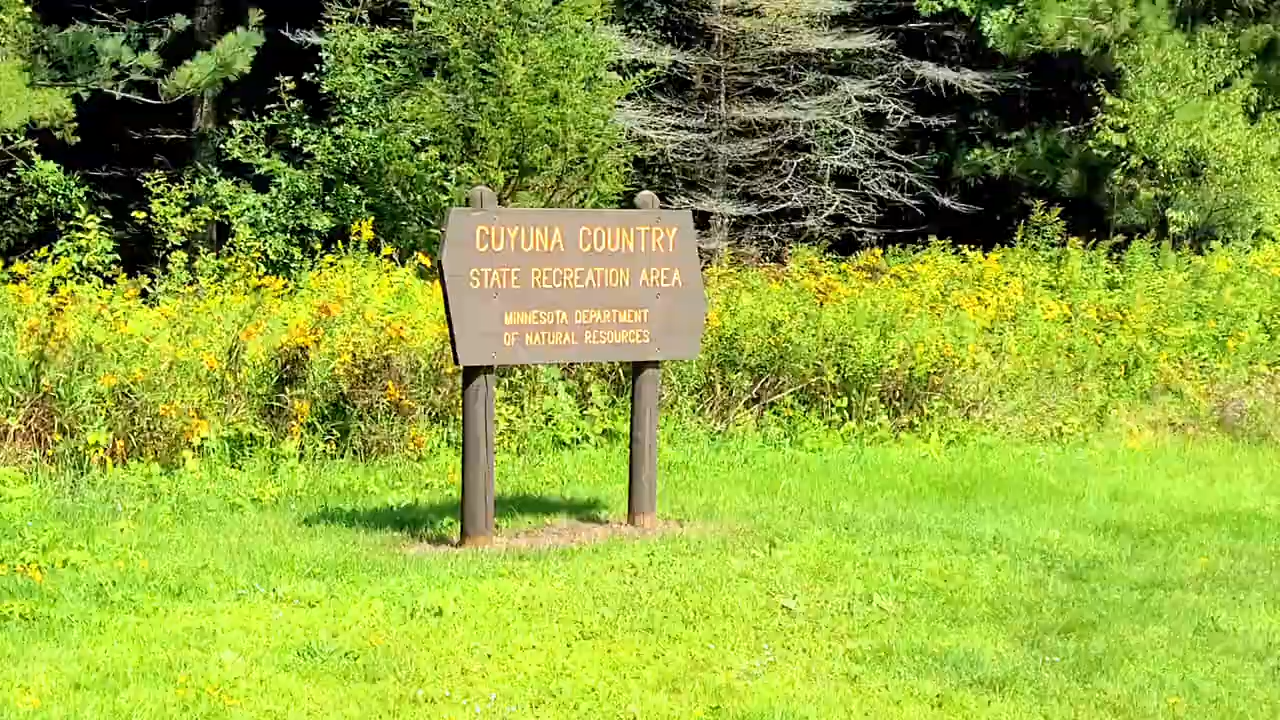 CUYUNA COUNTRY
STATE RECREATION AREA
MINNESOTA DEPARTMENT
OF NATURAL RESOURCES